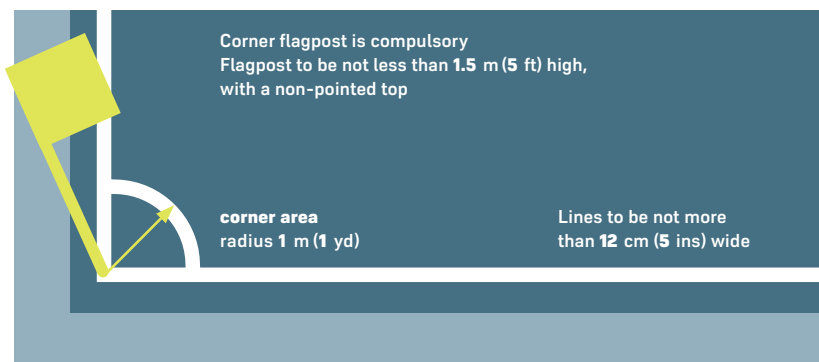 Corner flagpost is compulsory
Flagpost to be not less than 1.5 m (5 ft) high,
with a non-pointed top
corner area
radius 1 m (1 yd)
Lines to be not more
than 12 cm (5 ins) wide